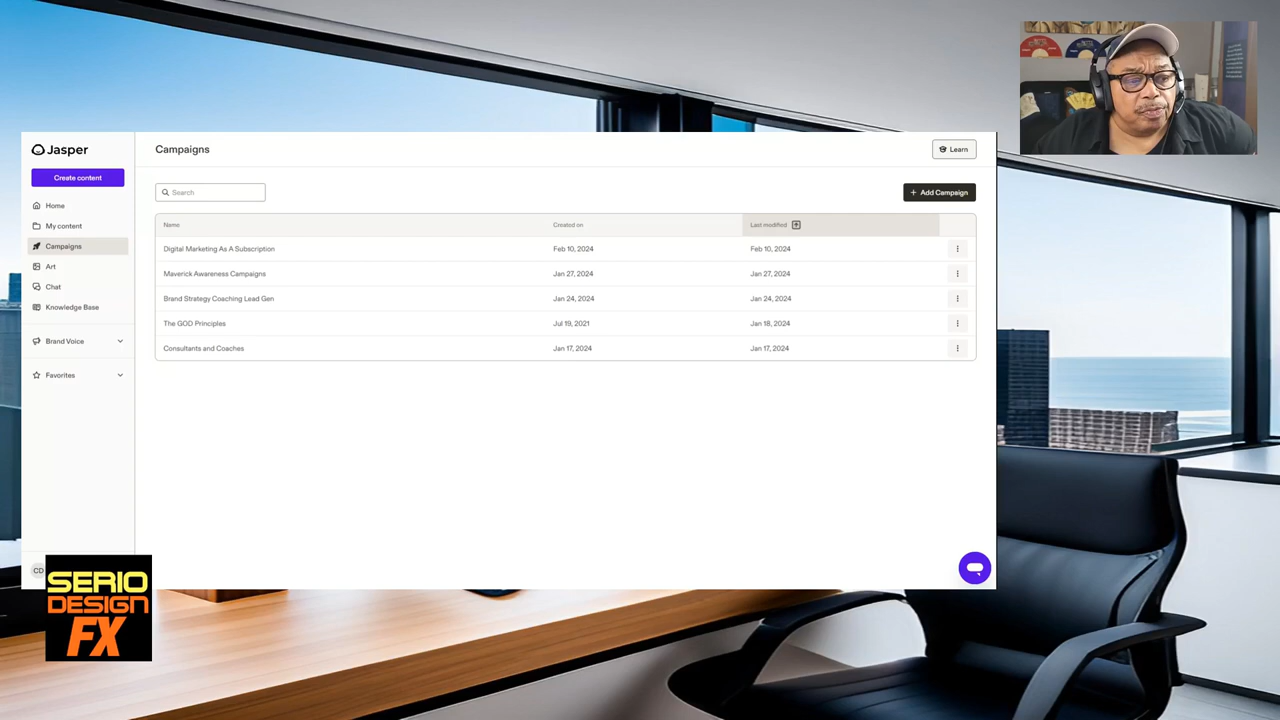 Jasper
Create content
Home
My content
Campaigns
Art
Chat
Knowledge Base
Brand Voice
Favorites
CD
Campaigns
Learn
Search
+ Add Campaign
Name Created on Last modified
Digital Marketing As A Subscription Feb 10, 2024 Feb 10, 2024
Maverick Awareness Campaigns Jan 27, 2024 Jan 27, 2024
Brand Strategy Coaching Lead Gen Jan 24, 2024 Jan 24, 2024
The GOD Principles Jul 19, 2021 Jan 18, 2024
Consultants and Coaches Jan 17, 2024 Jan 17, 2024
SERIO
DESIGN
FX